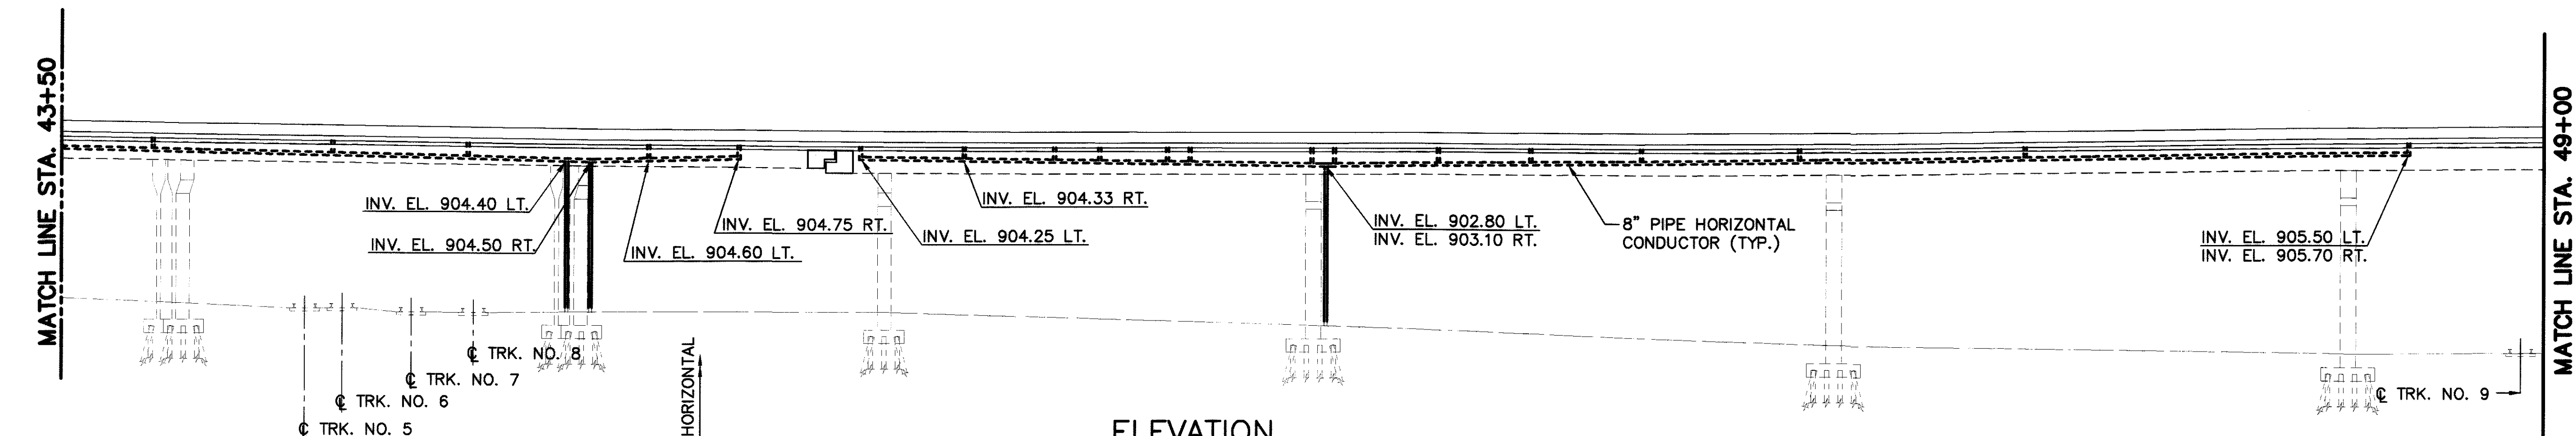 MATCH LINE STA. 43+50
INV. EL. 904.40 LT.
INV. EL. 904.50 RT.
INV. EL. 904.60 LT.
INV. EL. 904.75 RT.
INV. EL. 904.25 LT.
INV. EL. 904.33 RT.
INV. EL. 902.80 LT.
INV. EL. 903.10 RT.
8" PIPE HORIZONTAL
CONDUCTOR (TYP.)
INV. EL. 905.50 LT.
INV. EL. 905.70 RT.
MATCH LINE STA. 49+00
℄ TRK. NO. 8
℄ TRK. NO. 7
℄ TRK. NO. 6
℄ TRK. NO. 5
HORIZONTAL
℄ TRK. NO. 9
ELEVATION